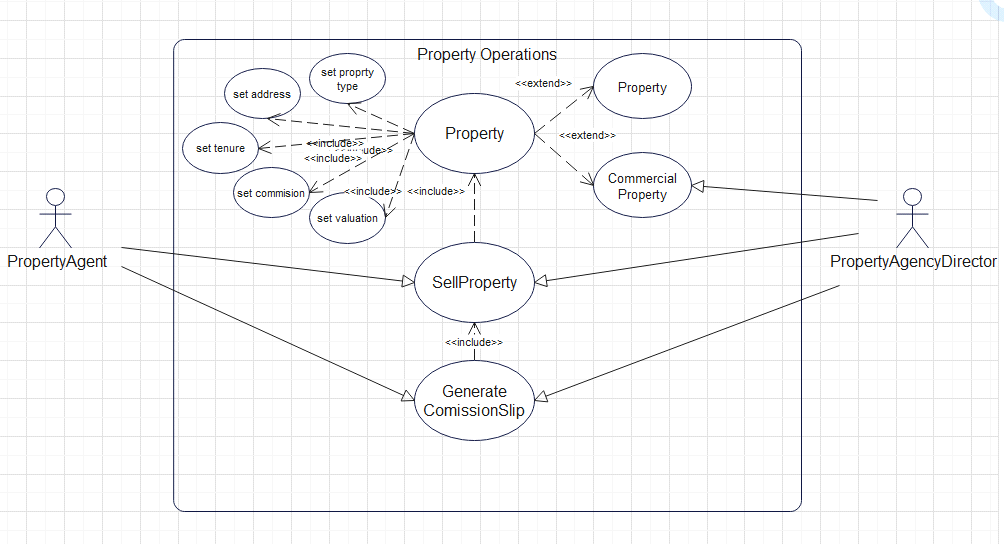 Property Operations
set proprty
type
set address
<<extend>>
Property
Property
<<extend>>
<<include>>
set tenure
<<include>>
Commercial
Property
set commision
<<include>>
<<include>>
set valuation
PropertyAgent
PropertyAgencyDirector
SellProperty
<<include>>
Generate
ComissionSlip